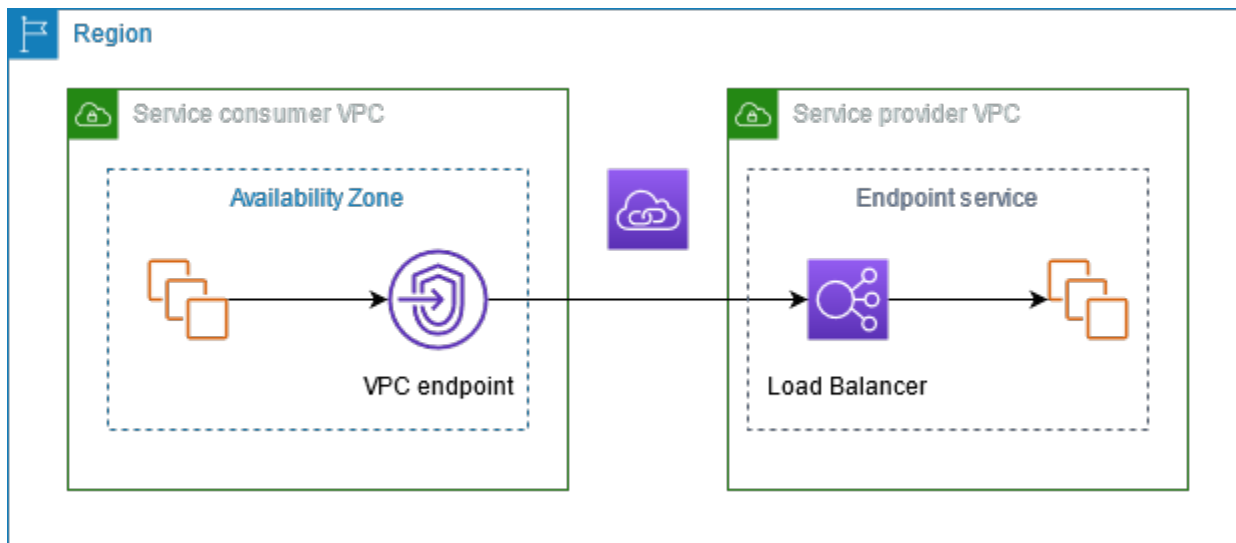 Region
Service consumer VPC
Service provider VPC
Availability Zone
Endpoint service
VPC endpoint
Load Balancer